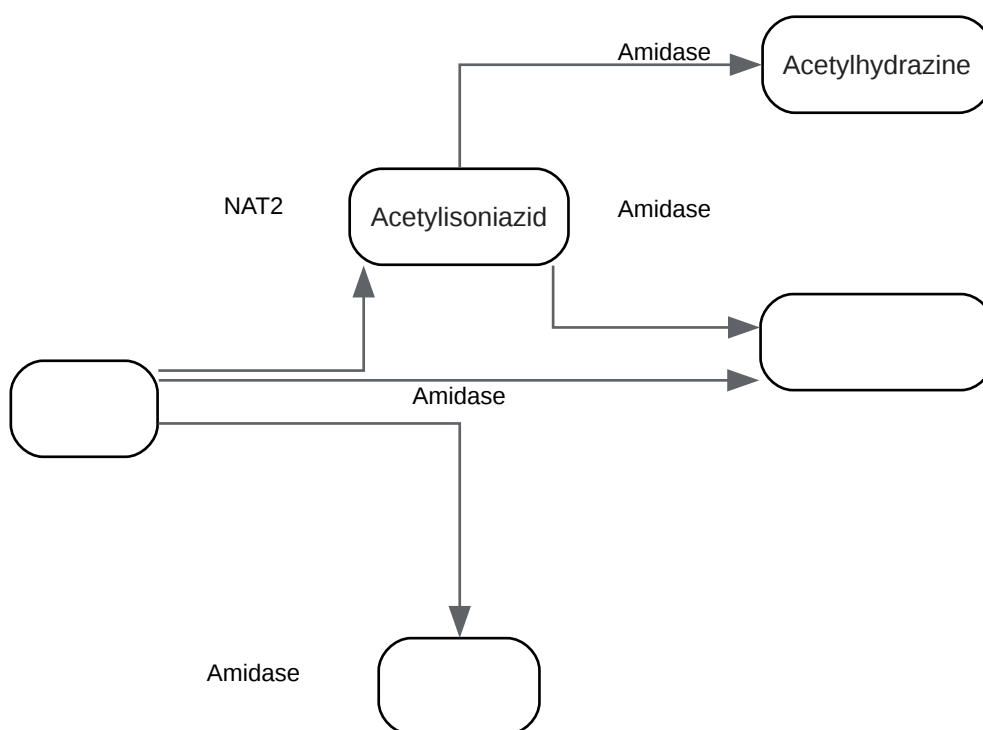 Amidase
Acetylhydrazine
NAT2
Acetylisoniazid
Amidase
Amidase
Amidase